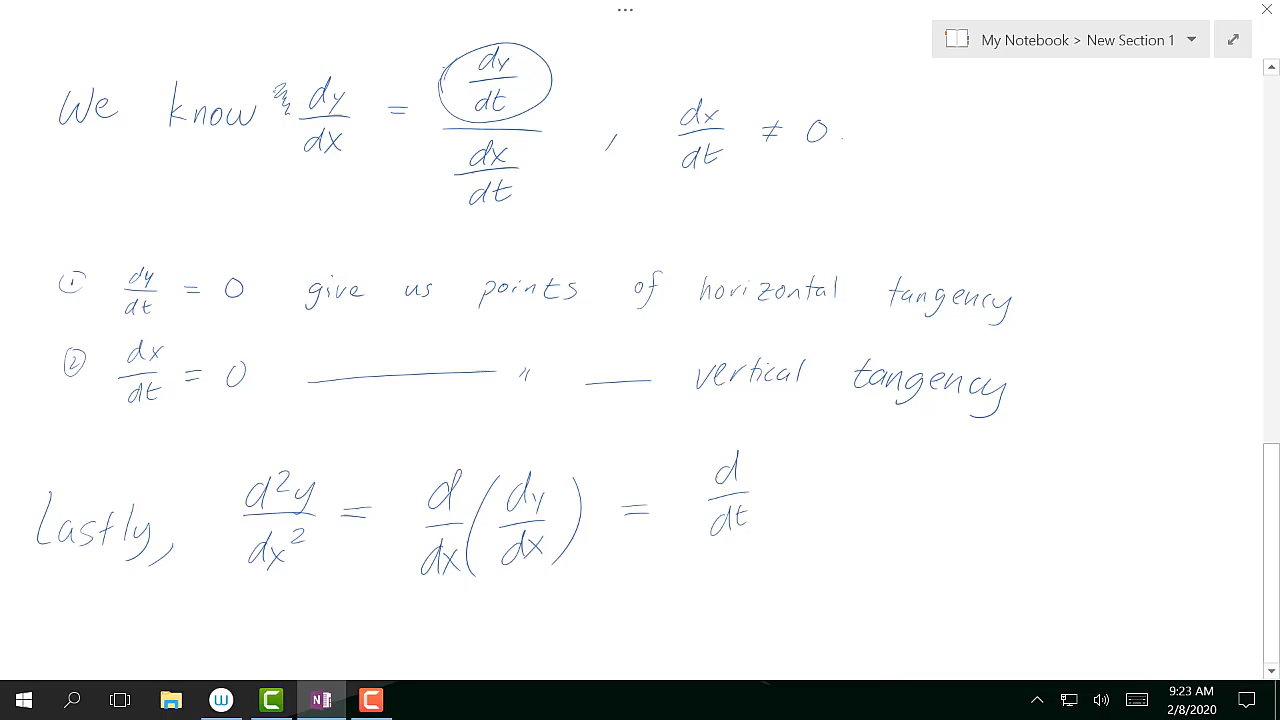 ...
My Notebook > New Section 1
We know dy/dx = (dy/dt)/(dx/dt) , dx/dt ≠ 0.
① dy/dt = 0 give us points of horizontal tangency
② dx/dt = 0 ——— " —— vertical tangency
Lastly, d²y/dx² = d/dx (dy/dx) = d/dt
W
C
N
C
9:23 AM
2/8/2020